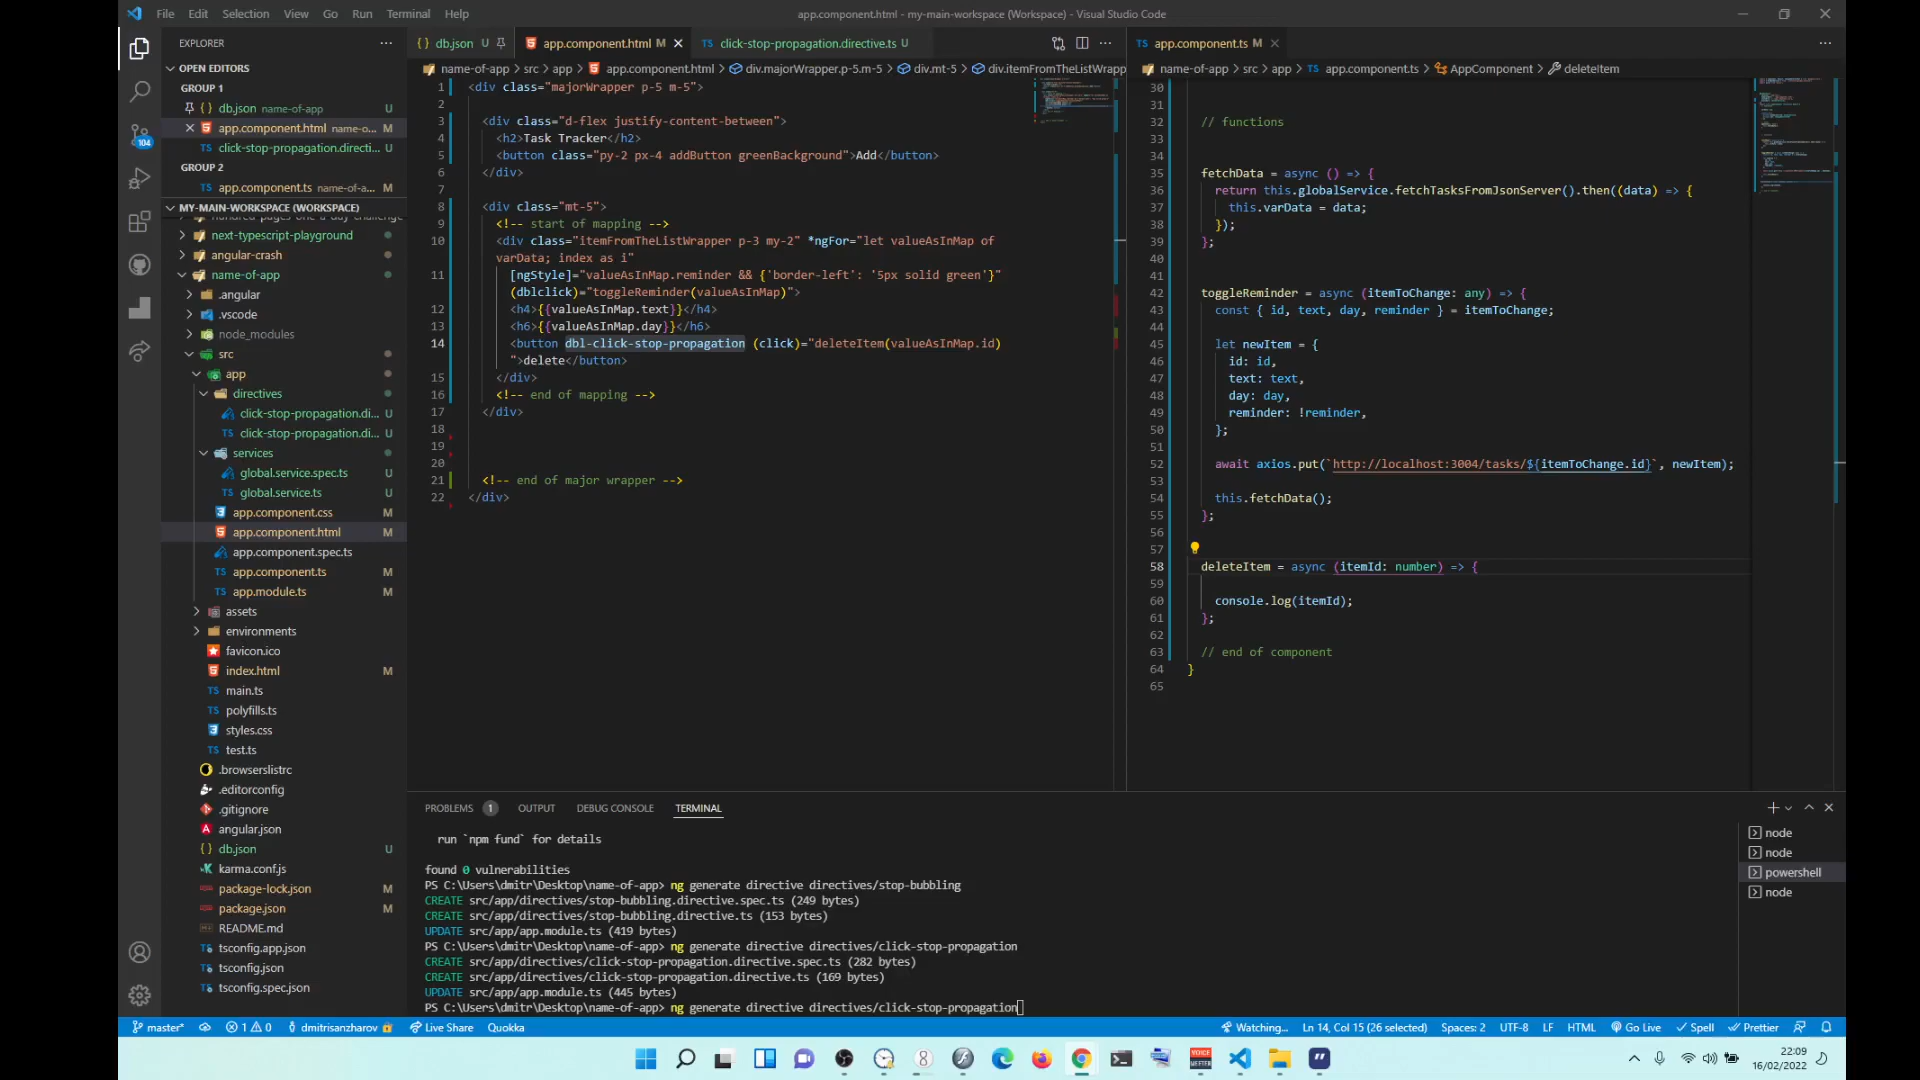 File Edit Selection View Go Run Terminal Help
app.component.html - my-main-workspace (Workspace) - Visual Studio Code
EXPLORER
OPEN EDITORS
GROUP 1
db.json name-of-app U
app.component.html name-o... M
click-stop-propagation.directi... U
GROUP 2
app.component.ts name-of-a... M
MY-MAIN-WORKSPACE (WORKSPACE)
next-typescript-playground
angular-crash
name-of-app
.angular
.vscode
node_modules
src
app
directives
click-stop-propagation.di... U
click-stop-propagation.di... U
services
global.service.spec.ts U
global.service.ts U
app.component.css M
app.component.html M
app.component.spec.ts
app.component.ts M
app.module.ts M
assets
environments
favicon.ico
index.html M
main.ts
polyfills.ts
styles.css
test.ts
.browserslistrc
.editorconfig
.gitignore
angular.json
db.json U
karma.conf.js
package-lock.json M
package.json M
README.md
tsconfig.app.json
tsconfig.json
tsconfig.spec.json
104
db.json U
app.component.html M
click-stop-propagation.directive.ts U
name-of-app > src > app > app.component.html > div.majorWrapper.p-5.m-5 > div.mt-5 > div.itemFromTheListWrapp
1 <div class="majorWrapper p-5 m-5">
2
3 <div class="d-flex justify-content-between">
4 <h2>Task Tracker</h2>
5 <button class="py-2 px-4 addButton greenBackground">Add</button>
6 </div>
7
8 <div class="mt-5">
9 <!-- start of mapping -->
10 <div class="itemFromTheListWrapper p-3 my-2" *ngFor="let valueAsInMap of
varData; index as i"
11 [ngStyle]="valueAsInMap.reminder && {'border-left': '5px solid green'}"
(dblclick)="toggleReminder(valueAsInMap)">
12 <h4>{{valueAsInMap.text}}</h4>
13 <h6>{{valueAsInMap.day}}</h6>
14 <button dbl-click-stop-propagation (click)="deleteItem(valueAsInMap.id)
">delete</button>
15 </div>
16 <!-- end of mapping -->
17 </div>
18
19
20
21 <!-- end of major wrapper -->
22 </div>
app.component.ts M
name-of-app > src > app > app.component.ts > AppComponent > deleteItem
30
31
32 // functions
33
34
35 fetchData = async () => {
36 return this.globalService.fetchTasksFromJsonServer().then((data) => {
37 this.varData = data;
38 });
39 };
40
41
42 toggleReminder = async (itemToChange: any) => {
43 const { id, text, day, reminder } = itemToChange;
44
45 let newItem = {
46 id: id,
47 text: text,
48 day: day,
49 reminder: !reminder,
50 };
51
52 await axios.put(`http://localhost:3004/tasks/${itemToChange.id}`, newItem);
53
54 this.fetchData();
55 };
56
57
58 deleteItem = async (itemId: number) => {
59
60 console.log(itemId);
61 };
62
63 // end of component
64 }
65
PROBLEMS 1 OUTPUT DEBUG CONSOLE TERMINAL
run `npm fund` for details
found 0 vulnerabilities
PS C:\Users\dmitr\Desktop\name-of-app> ng generate directive directives/stop-bubbling
CREATE src/app/directives/stop-bubbling.directive.spec.ts (249 bytes)
CREATE src/app/directives/stop-bubbling.directive.ts (153 bytes)
UPDATE src/app/app.module.ts (419 bytes)
PS C:\Users\dmitr\Desktop\name-of-app> ng generate directive directives/click-stop-propagation
CREATE src/app/directives/click-stop-propagation.directive.spec.ts (282 bytes)
CREATE src/app/directives/click-stop-propagation.directive.ts (169 bytes)
UPDATE src/app/app.module.ts (445 bytes)
PS C:\Users\dmitr\Desktop\name-of-app> ng generate directive directives/click-stop-propagation
node
node
powershell
node
master* 1 0 dmitrisanzharov Live Share Quokka
Watching... Ln 14, Col 15 (26 selected) Spaces: 2 UTF-8 LF HTML Go Live Spell Prettier
22:09
16/02/2022